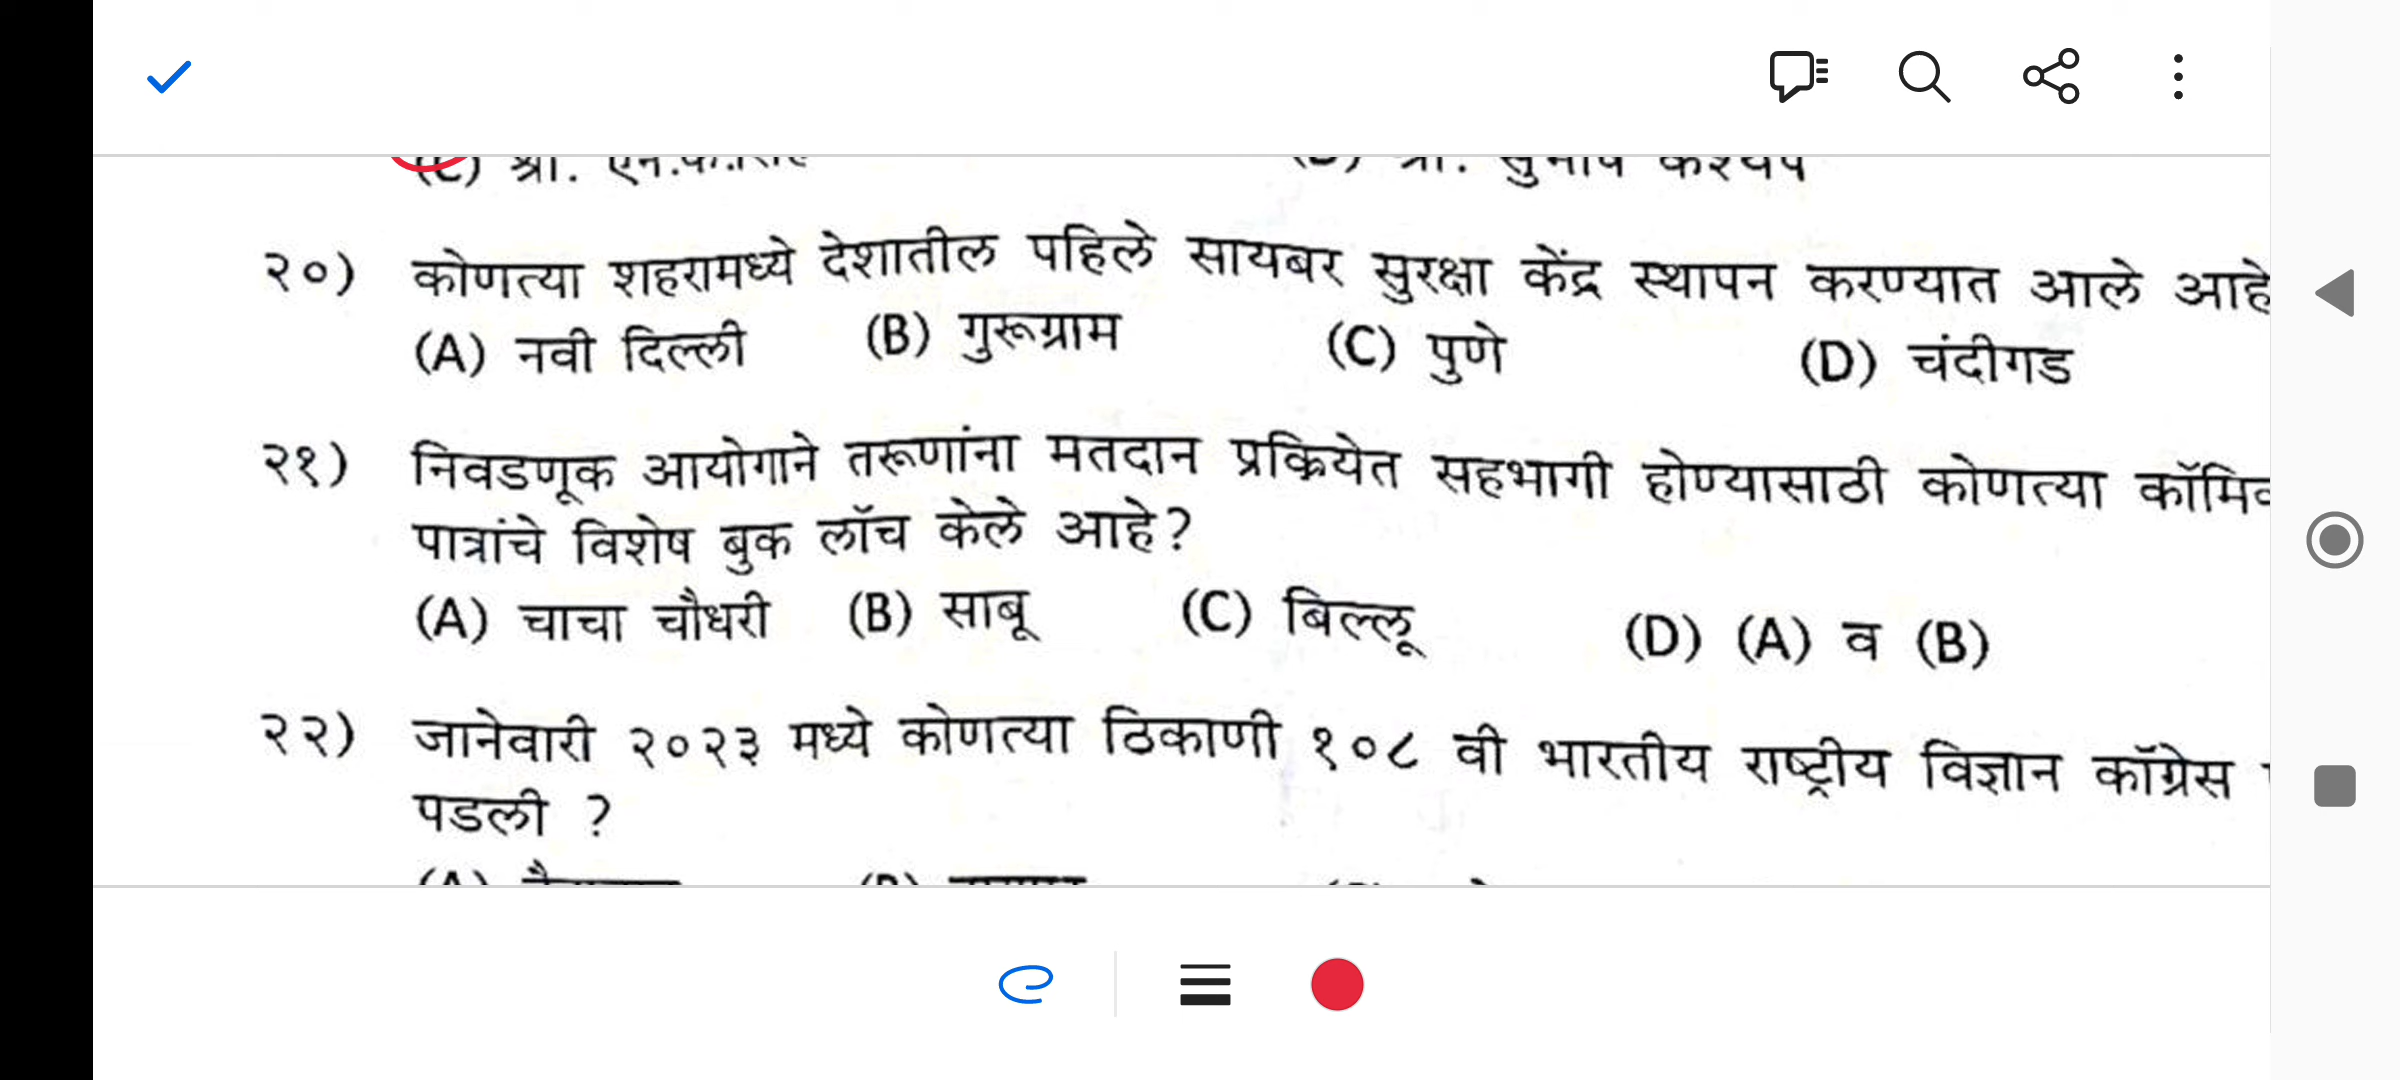 २०) कोणत्या शहरामध्ये देशातील पहिले सायबर सुरक्षा केंद्र स्थापन करण्यात आले आहे
(A) नवी दिल्ली (B) गुरूग्राम (C) पुणे (D) चंदीगड
२१) निवडणूक आयोगाने तरूणांना मतदान प्रक्रियेत सहभागी होण्यासाठी कोणत्या
पात्रांचे विशेष बुक लॉच केले आहे?
(A) चाचा चौधरी (B) साबू (C) बिल्लू (D) (A) व (B)
२२) जानेवारी २०२३ मध्ये कोणत्या ठिकाणी १०८ वी भारतीय राष्ट्रीय विज्ञान कॉग्रेस
पडली ?